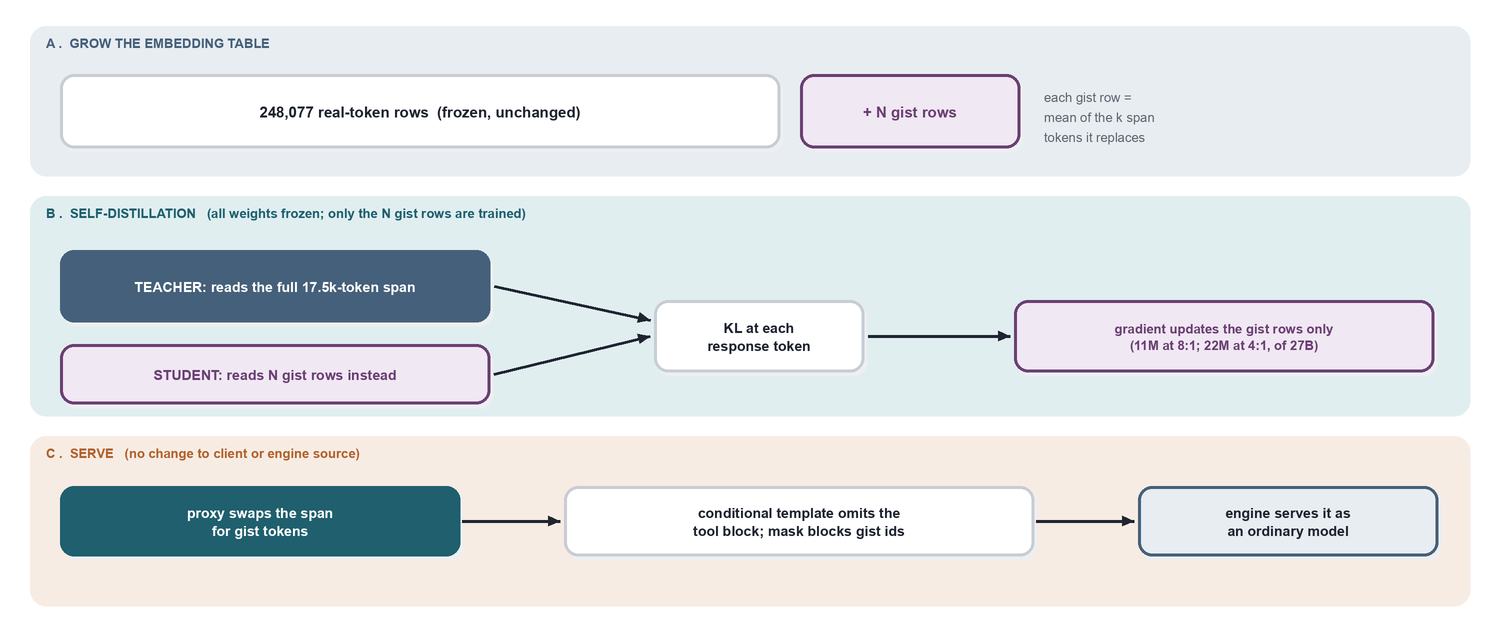 A. GROW THE EMBEDDING TABLE
248,077 real-token rows (frozen, unchanged)
+ N gist rows
each gist row =
mean of the k span
tokens it replaces
B. SELF-DISTILLATION (all weights frozen; only the N gist rows are trained)
TEACHER: reads the full 17.5k-token span
STUDENT: reads N gist rows instead
KL at each
response token
gradient updates the gist rows only
(11M at 8:1; 22M at 4:1, of 27B)
C. SERVE (no change to client or engine source)
proxy swaps the span
for gist tokens
conditional template omits the
tool block; mask blocks gist ids
engine serves it as
an ordinary model